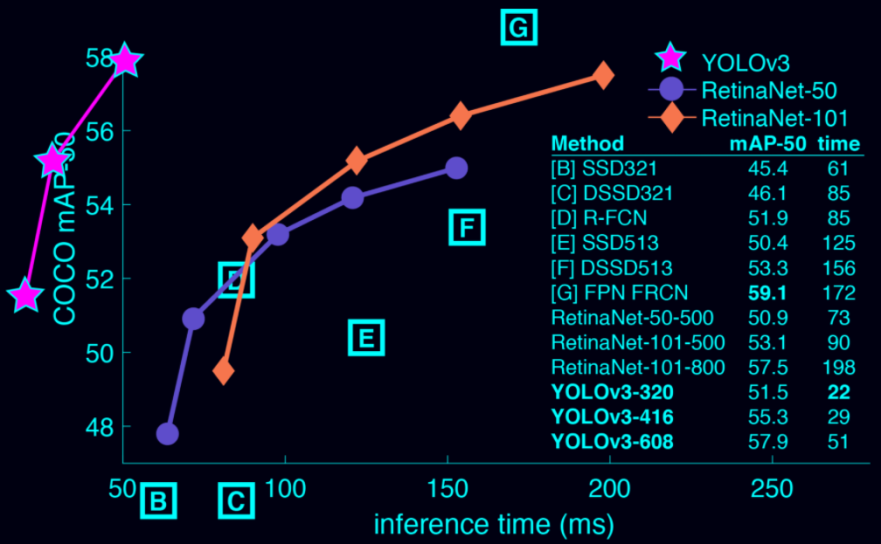 G
58
YOLOv3
RetinaNet-50
RetinaNet-101
56
COCO mAP-50
Method mAP-50 time
[B] SSD321 45.4 61
[C] DSSD321 46.1 85
[D] R-FCN 51.9 85
[E] SSD513 50.4 125
[F] DSSD513 53.3 156
[G] FPN FRCN 59.1 172
RetinaNet-50-500 50.9 73
RetinaNet-101-500 53.1 90
RetinaNet-101-800 57.5 198
YOLOv3-320 51.5 22
YOLOv3-416 55.3 29
YOLOv3-608 57.9 51
54
F
52
D
E
50
48
50 100 150 200 250
B C
inference time (ms)